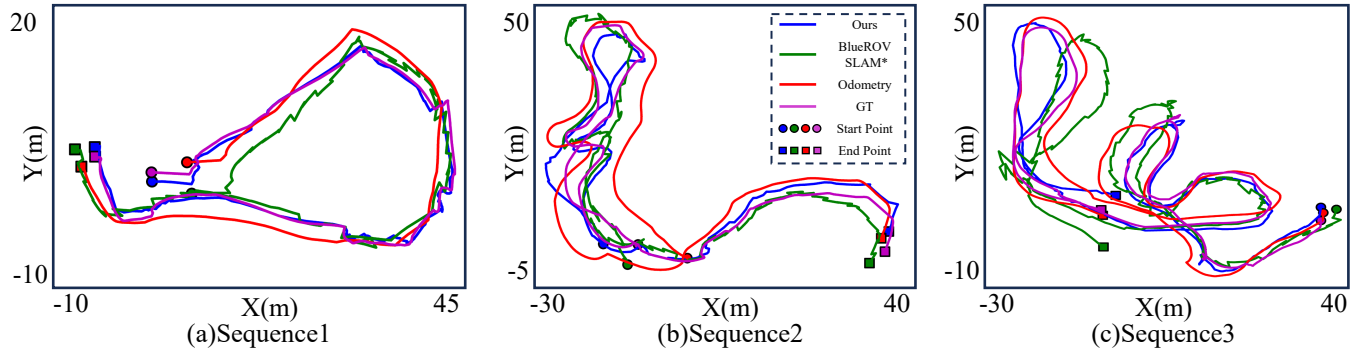 20
Y(m)
-10
-10
X(m)
45
(a)Sequence1
50
Y(m)
-5
-30
X(m)
40
(b)Sequence2
Ours
BlueROV
SLAM*
Odometry
GT
Start Point
End Point
50
Y(m)
-10
-30
X(m)
40
(c)Sequence3